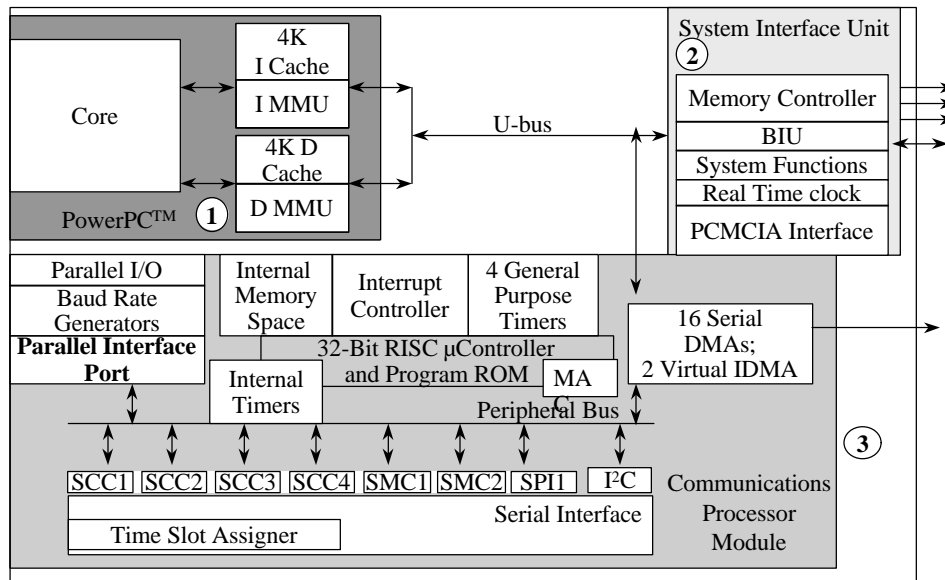 4K
I Cache
I MMU
Core
4K D
Cache
D MMU
PowerPC™
1
U-bus
System Interface Unit
2
Memory Controller
BIU
System Functions
Real Time clock
PCMCIA Interface
Parallel I/O
Baud Rate
Generators
Parallel Interface
Port
Internal
Memory
Space
Interrupt
Controller
4 General
Purpose
Timers
16 Serial
DMAs;
2 Virtual IDMA
32-Bit RISC µController
and Program ROM
MA
C
Internal
Timers
Peripheral Bus
3
SCC1
SCC2
SCC3
SCC4
SMC1
SMC2
SPI1
I²C
Serial Interface
Time Slot Assigner
Communications
Processor
Module